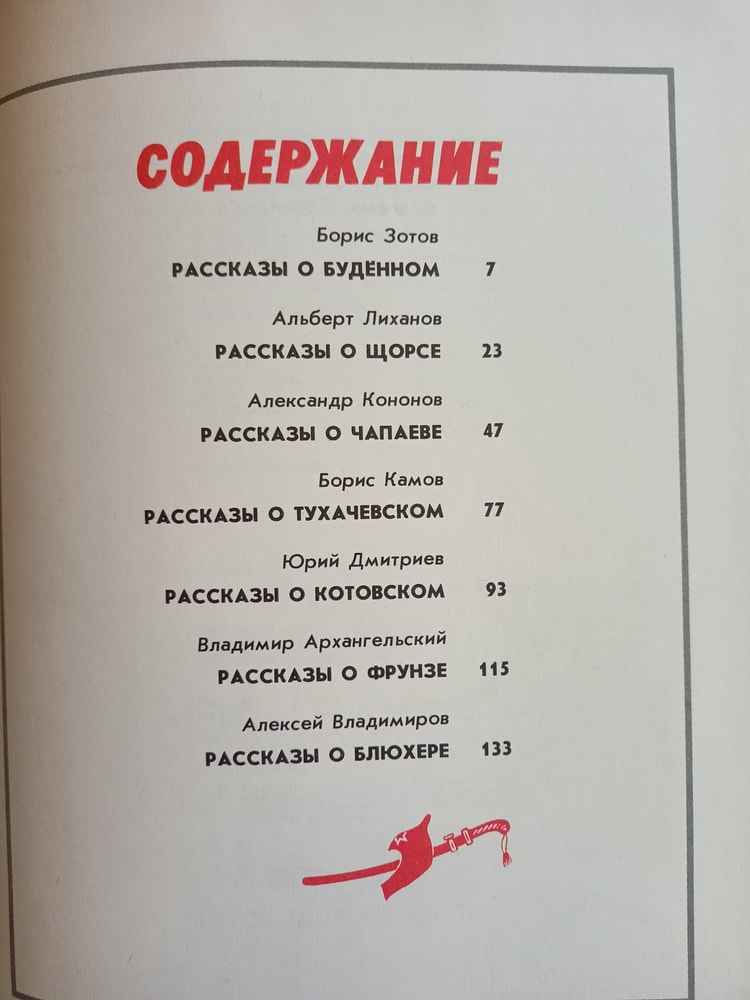 СОДЕРЖАНИЕ
Борис Зотов
РАССКАЗЫ О БУДЁННОМ 7
Альберт Лиханов
РАССКАЗЫ О ЩОРСЕ 23
Александр Кононов
РАССКАЗЫ О ЧАПАЕВЕ 47
Борис Камов
РАССКАЗЫ О ТУХАЧЕВСКОМ 77
Юрий Дмитриев
РАССКАЗЫ О КОТОВСКОМ 93
Владимир Архангельский
РАССКАЗЫ О ФРУНЗЕ 115
Алексей Владимиров
РАССКАЗЫ О БЛЮХЕРЕ 133